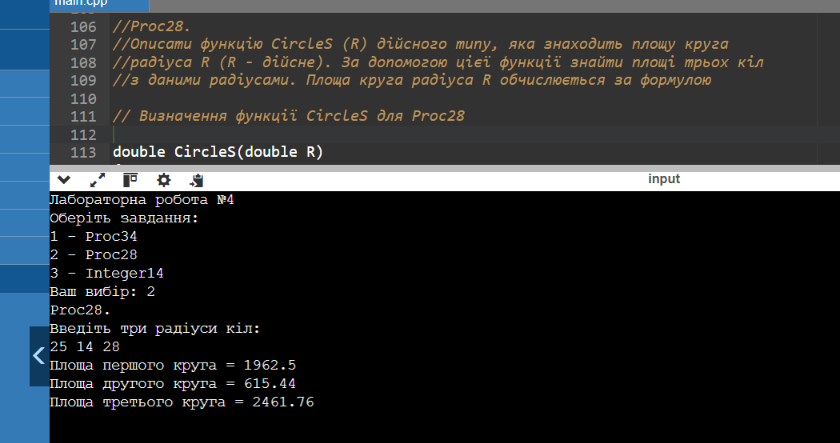 main.cpp
106 //Proc28.
107 //Описати функцію CircleS (R) дійсного типу, яка знаходить площу круга
108 //радіуса R (R - дійсне). За допомогою цієї функції знайти площі трьох кіл
109 //з даними радіусами. Площа круга радіуса R обчислюється за формулою
110
111 // Визначення функції CircleS для Proc28
112
113 double CircleS(double R)
input
Лабораторна робота №4
Оберіть завдання:
1 - Proc34
2 - Proc28
3 - Integer14
Ваш вибір: 2
Proc28.
Введіть три радіуси кіл:
25 14 28
Площа першого круга = 1962.5
Площа другого круга = 615.44
Площа третього круга = 2461.76